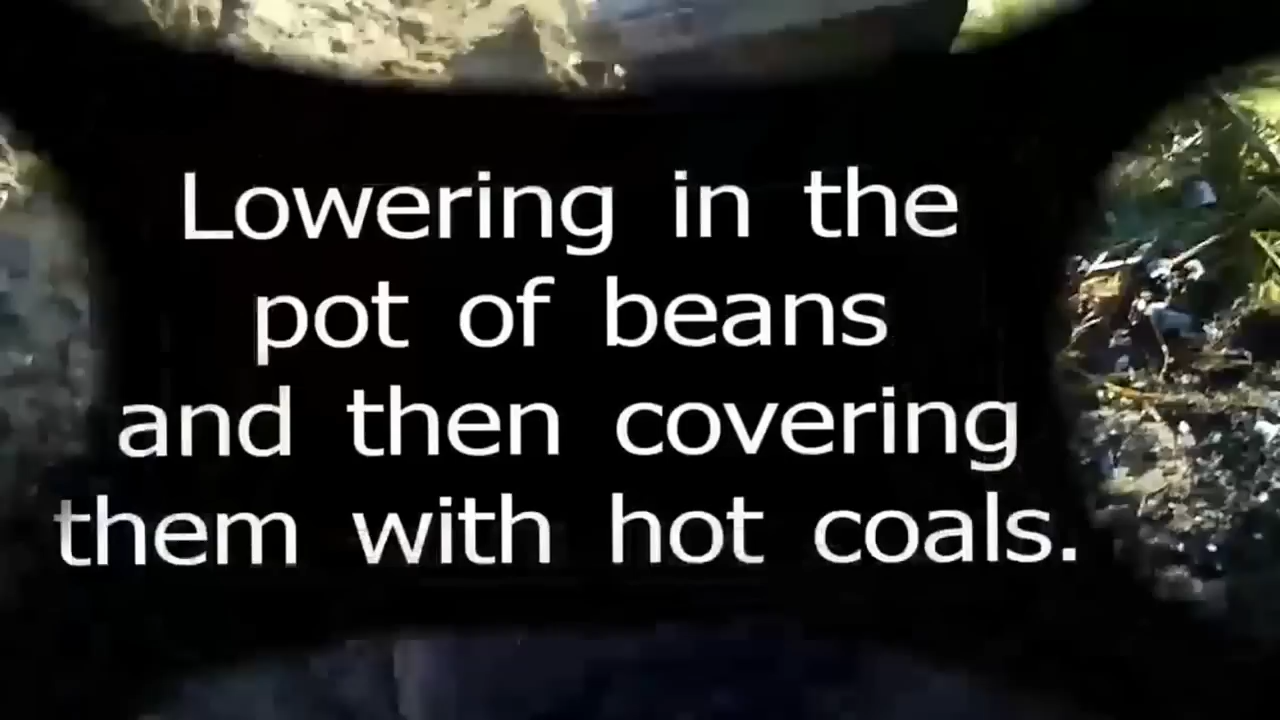 Lowering in the
pot of beans
and then covering
them with hot coals.